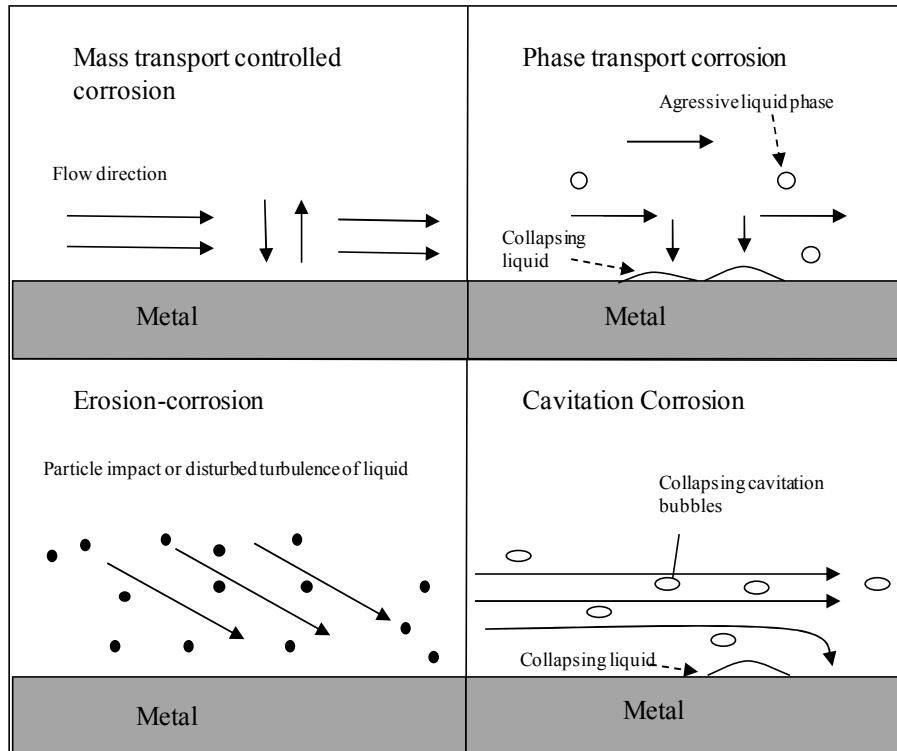 Mass transport controlled
corrosion
Flow direction
Metal
Phase transport corrosion
Agressive liquid phase
Collapsing
liquid
Metal
Erosion-corrosion
Particle impact or disturbed turbulence of liquid
Metal
Cavitation Corrosion
Collapsing cavitation
bubbles
Collapsing liquid
Metal